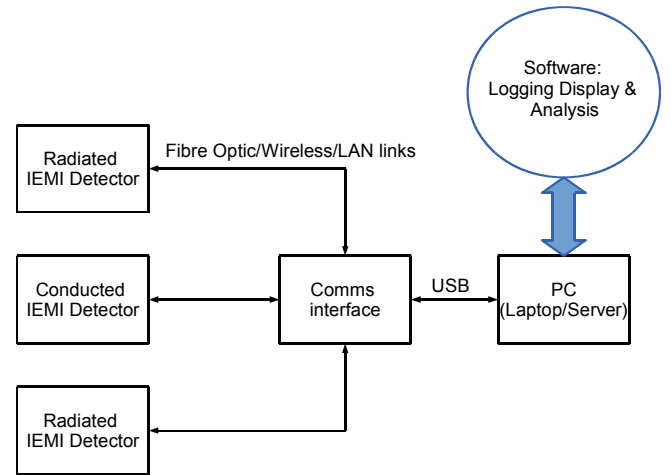 Software:
Logging Display &
Analysis
Radiated
IEMI Detector
Fibre Optic/Wireless/LAN links
Conducted
IEMI Detector
Comms
interface
USB
PC
(Laptop/Server)
Radiated
IEMI Detector